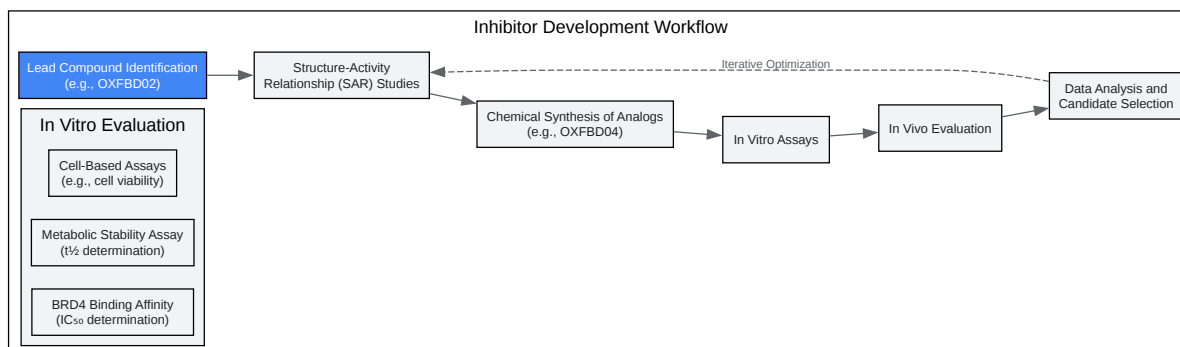 Inhibitor Development Workflow
Lead Compound Identification
(e.g., OXFBD02)
Structure-Activity
Relationship (SAR) Studies
Iterative Optimization
Data Analysis and
Candidate Selection
Chemical Synthesis of Analogs
(e.g., OXFBD04)
In Vitro Assays
In Vivo Evaluation
In Vitro Evaluation
Cell-Based Assays
(e.g., cell viability)
Metabolic Stability Assay
(t½ determination)
BRD4 Binding Affinity
(IC₅₀ determination)